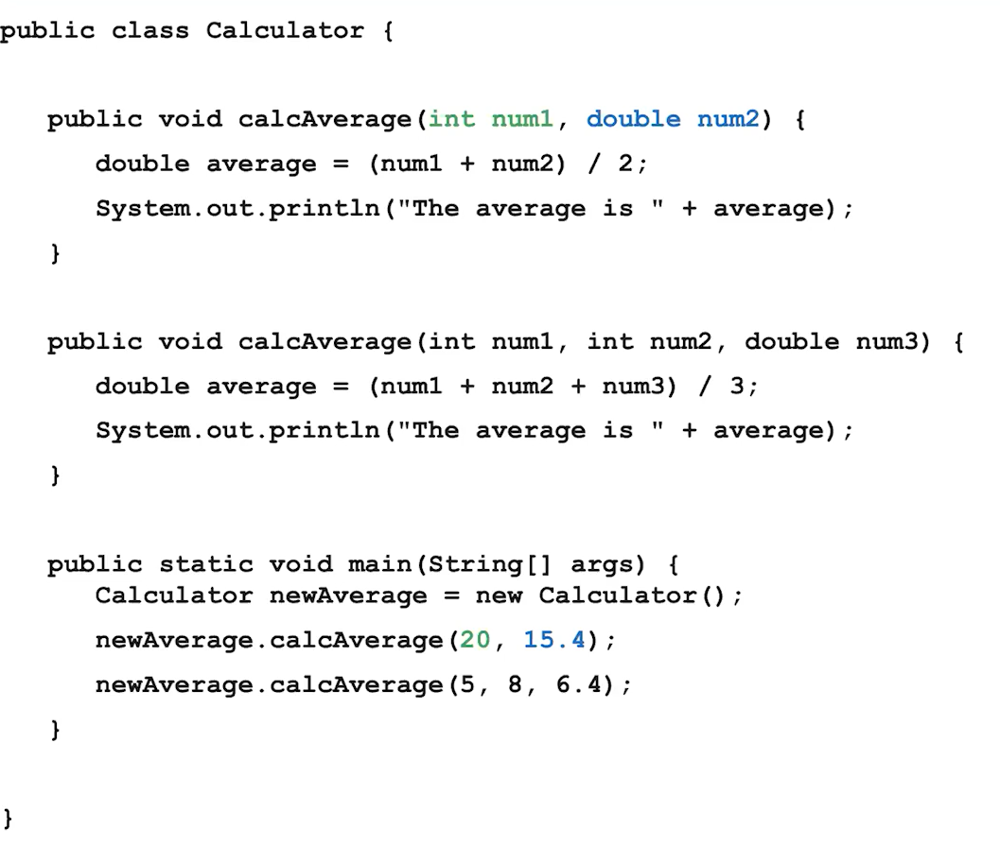 public class Calculator {
public void calcAverage(int num1, double num2) {
double average = (num1 + num2) / 2;
System.out.println("The average is " + average);
}
public void calcAverage(int num1, int num2, double num3) {
double average = (num1 + num2 + num3) / 3;
System.out.println("The average is " + average);
}
public static void main(String[] args) {
Calculator newAverage = new Calculator();
newAverage.calcAverage(20, 15.4);
newAverage.calcAverage(5, 8, 6.4);
}
}